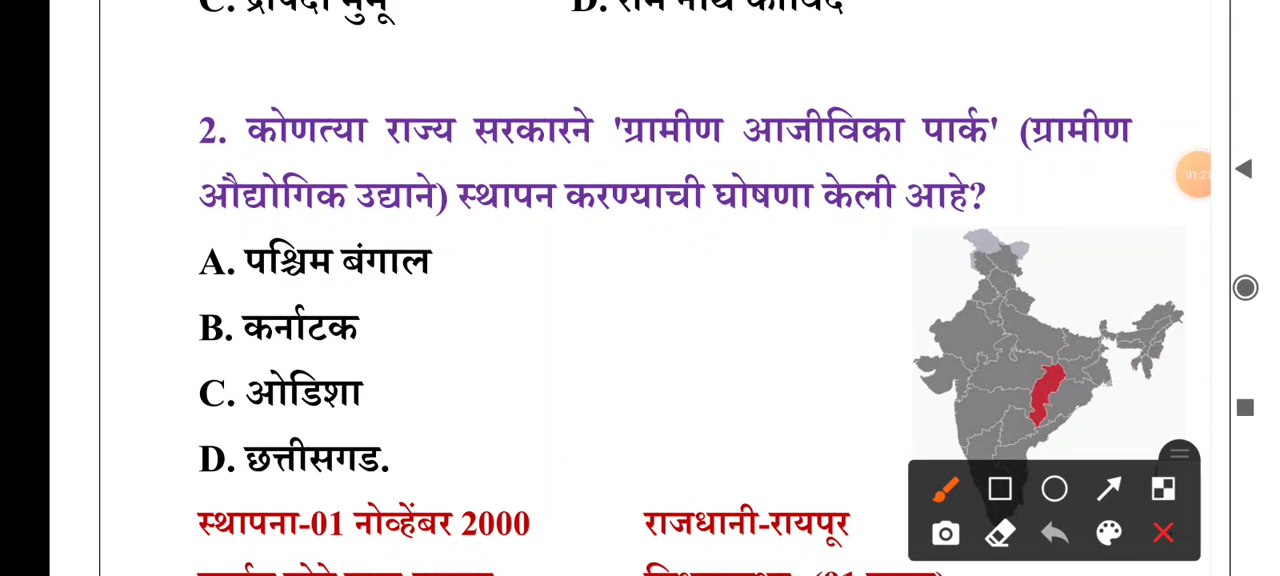 2. कोणत्या राज्य सरकारने 'ग्रामीण आजीविका पार्क' (ग्रामीण
औद्योगिक उद्याने) स्थापन करण्याची घोषणा केली आहे?
A. पश्चिम बंगाल
B. कर्नाटक
C. ओडिशा
D. छत्तीसगड.
स्थापना-01 नोव्हेंबर 2000 राजधानी-रायपूर